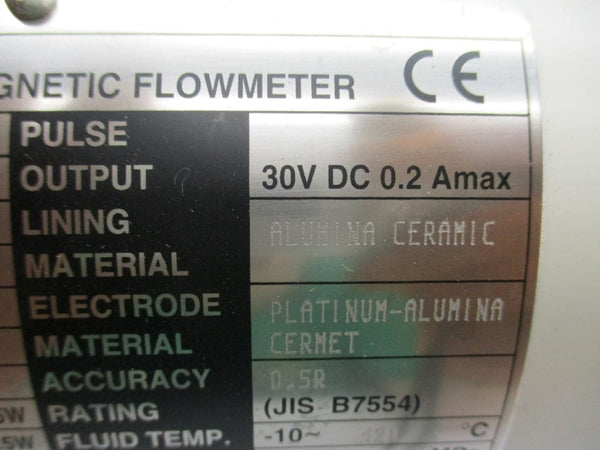 GNETIC FLOWMETER CE
PULSE
OUTPUT 30V DC 0.2 Amax
LINING ALUMINA CERAMIC
MATERIAL
ELECTRODE PLATINUM-ALUMINA
MATERIAL CERMET
ACCURACY 0.5R
RATING (JIS B7554)
5W FLUID TEMP. -10~ °C